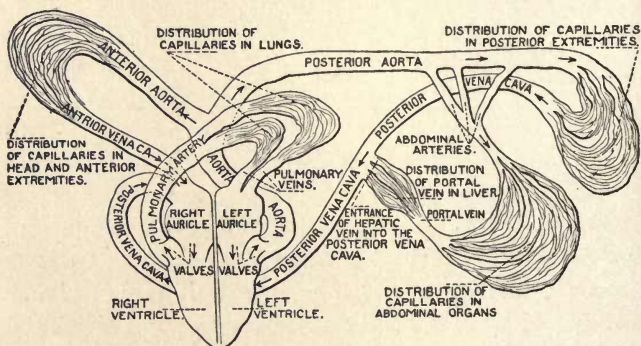 DISTRIBUTION OF
CAPILLARIES IN LUNGS.
DISTRIBUTION OF CAPILLARIES
IN POSTERIOR EXTREMITIES.
ANTERIOR AORTA
POSTERIOR AORTA
VENA CAVA
POSTERIOR
ANTRIOR VENA CA
DISTRIBUTION
OF CAPILLARIES IN
HEAD AND ANTERIOR
EXTREMITIES.
PULMONARY ARTERY
AORTA
PULMONARY
VEINS.
ABDOMINAL
ARTERIES.
DISTRIBUTION
OF PORTAL
VEIN IN LIVER.
PORTAL VEIN
ENTRANCE
OF HEPATIC
VEIN INTO THE
POSTERIOR VENA
CAVA.
POSTERIOR VENA CAVA
RIGHT
AURICLE
LEFT
AURICLE
AORTA
POSTERIOR VENA CAVA
VALVES
VALVES
RIGHT
VENTRICLE.
LEFT
VENTRICLE.
DISTRIBUTION OF
CAPILLARIES IN
ABDOMINAL ORGANS